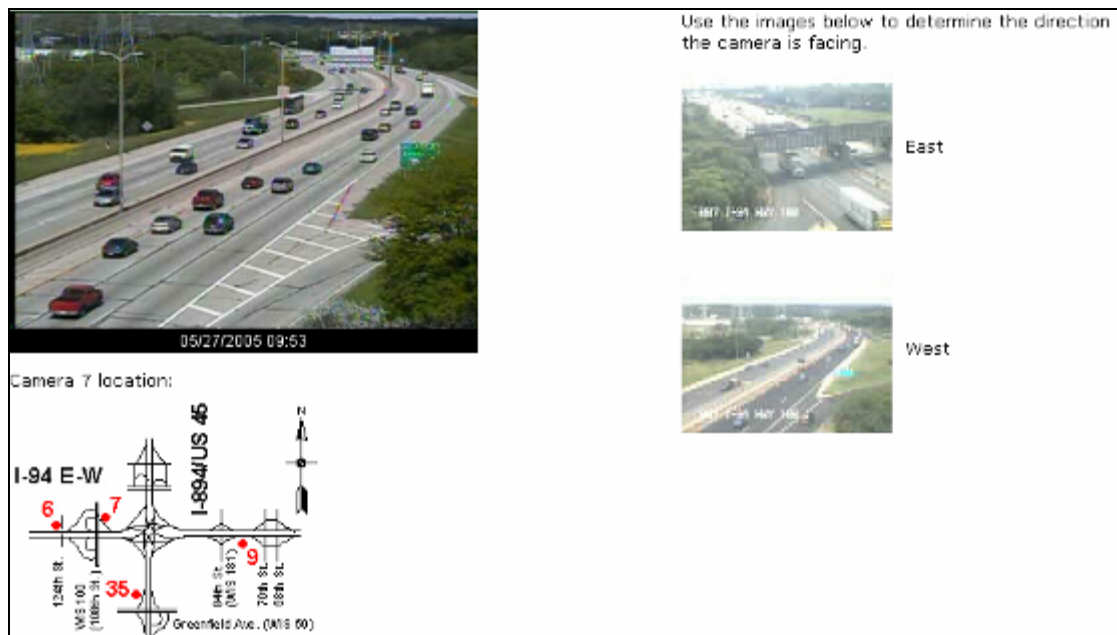 Use the images below to determine the direction
the camera is facing.
East
West
05/27/2005 09:53
Camera 7 location:
N
I-94 E-W
I-894/US 45
6
7
9
35
124th St.
WIS 100
(108th St.)
84th St.
(WIS 181)
70th St.
68th St.
Greenfield Ave. (WIS 59)